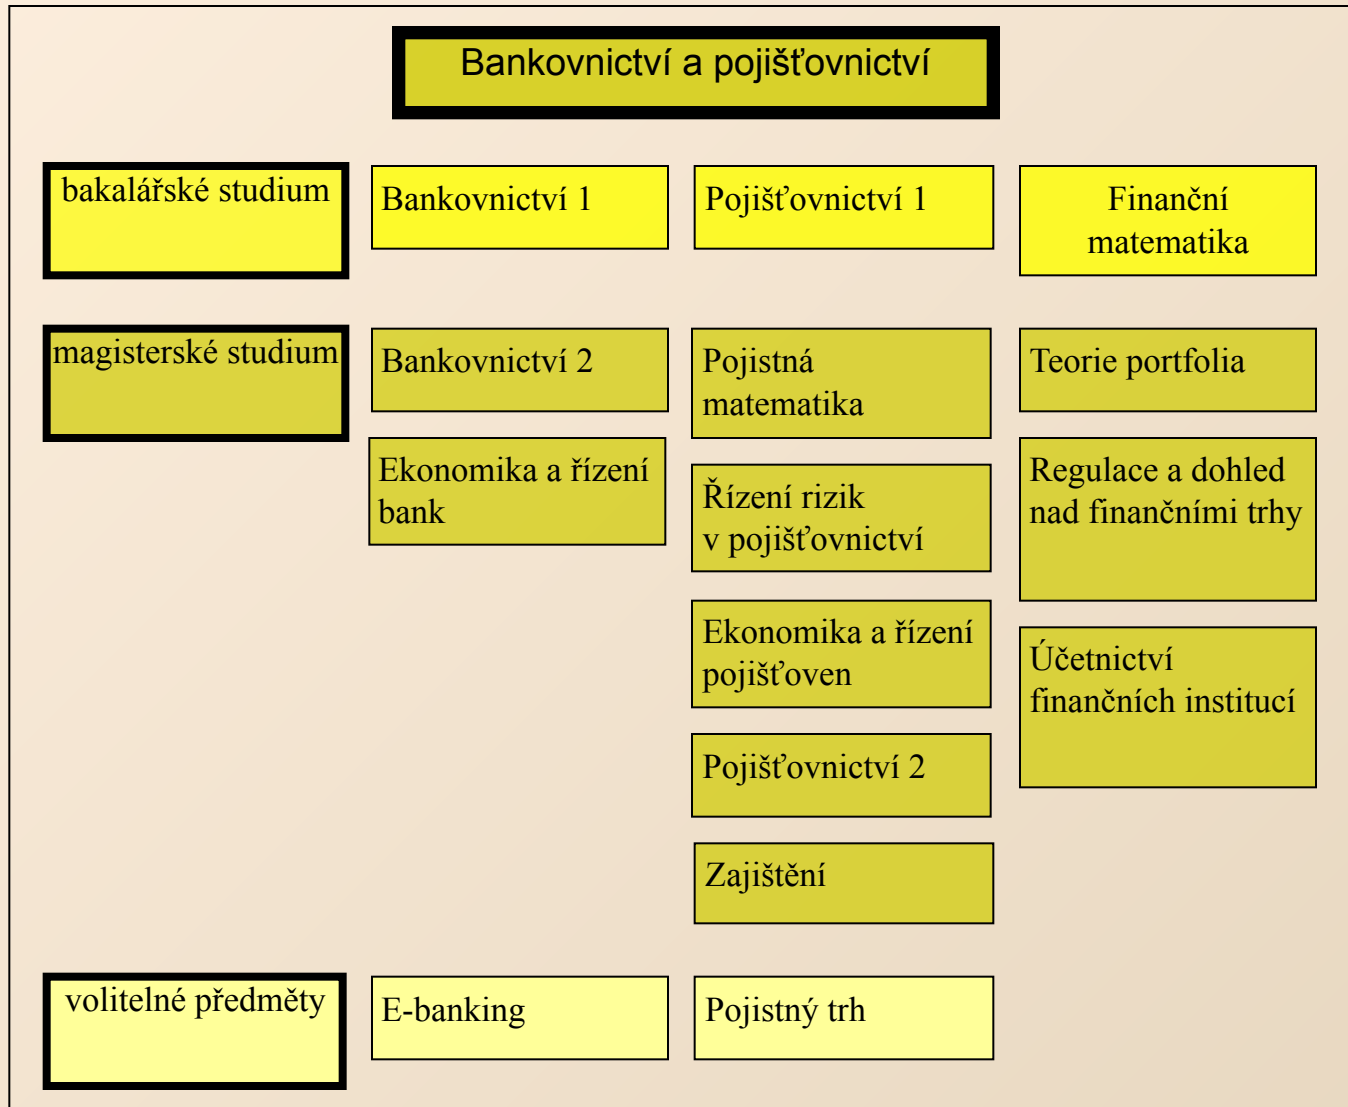 Bankovnictví a pojišťovnictví
bakalářské studium
Bankovnictví 1
Pojišťovnictví 1
Finanční
matematika
magisterské studium
Bankovnictví 2
Pojistná
matematika
Teorie portfolia
Ekonomika a řízení
bank
Řízení rizik
v pojišťovnictví
Regulace a dohled
nad finančními trhy
Ekonomika a řízení
pojišťoven
Účetnictví
finančních institucí
Pojišťovnictví 2
Zajištění
volitelné předměty
E-banking
Pojistný trh